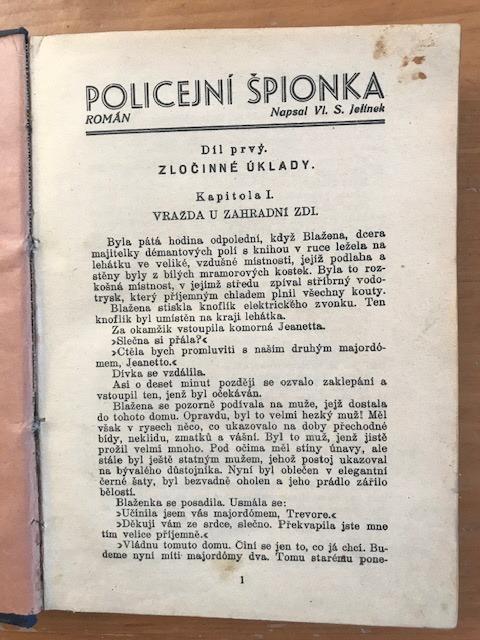 POLICEJNÍ ŠPIONKA
ROMÁN Napsal Vl. S. Jelínek
Díl prvý.
ZLOČINNÉ ÚKLADY.
Kapitola I.
VRAŽDA U ZAHRADNÍ ZDI.
Byla pátá hodina odpolední, když Blažena, dcera
majitelky démantových polí s knihou v ruce ležela na
lehátku ve veliké, vzdušné místnosti, jejíž podlaha a
stěny byly z bílých mramorových kostek. Byla to roz-
košná místnost, v jejímž středu zpíval stříbrný vodo-
trysk, který příjemným chladem plnil všechny kouty.
Blažena stiskla knoflík elektrického zvonku. Ten
knoflík byl umístěn na kraji lehátka.
Za okamžik vstoupila komorná Jeanetta.
›Slečna si přála?‹
›Chtěla bych promluviti s naším druhým majordó-
mem, Jeanetto.‹
Dívka se vzdálila.
Asi o deset minut později se ozvalo zaklepání a
vstoupil ten, jenž byl očekáván.
Blažena se pozorně podívala na muže, jejž dostala
do tohoto domu. Opravdu, byl to velmi hezký muž! Měl
však v rysech něco, co ukazovalo na doby přechodné
bídy, neklidu, zmatků a vášní. Byl to muž, jenž jistě
prožil velmi mnoho. Pod očima měl stíny únavy, ale
stále byl ještě statným mužem, jehož postoj ukazoval
na bývalého důstojníka. Nyní byl oblečen v elegantní
černé šaty, byl bezvadně oholen a jeho prádlo zářilo
bělostí.
Blaženka se posadila. Usmála se:
›Učinila jsem vás majordómem, Trevore.‹
›Děkuji vám ze srdce, slečno. Překvapila jste mne
tím velice příjemně.‹
›Vládnu tomuto domu. Činí se jen to, co já chci. Bu-
deme nyní míti majordómy dva. Tomu starému pone-
1